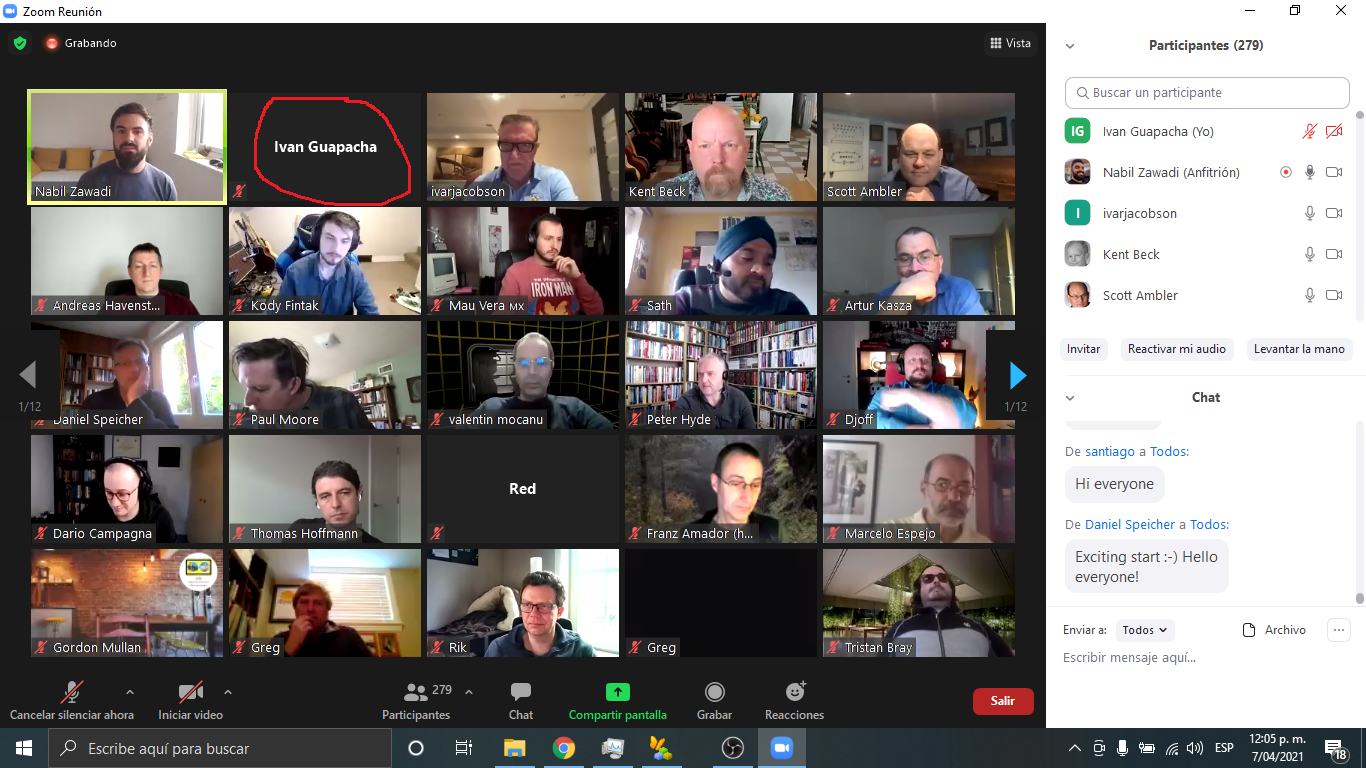 Zoom Reunión
Grabando
Vista
Nabil Zawadi
Ivan Guapacha
ivarjacobson
Kent Beck
Scott Ambler
Andreas Havenst...
Kody Fintak
Mau Vera MX
IRON MAN
Sath
Artur Kasza
Daniel Speicher
Paul Moore
valentin mocanu
Peter Hyde
Djoff
1/12
1/12
Dario Campagna
Thomas Hoffmann
Red
Franz Amador (h...
Marcelo Espejo
Gordon Mullan
Greg
Rik
Greg
Tristan Bray
Cancelar silenciar ahora
Iniciar video
279
Participantes
Chat
Compartir pantalla
Grabar
Reacciones
Salir
Participantes (279)
Buscar un participante
IG
Ivan Guapacha (Yo)
Nabil Zawadi (Anfitrión)
I
ivarjacobson
Kent Beck
Scott Ambler
Invitar
Reactivar mi audio
Levantar la mano
Chat
De santiago a Todos:
Hi everyone
De Daniel Speicher a Todos:
Exciting start :-) Hello
everyone!
Enviar a:
Todos
Archivo
Escribir mensaje aquí...
Escribe aquí para buscar
ESP
12:05 p. m.
7/04/2021
18